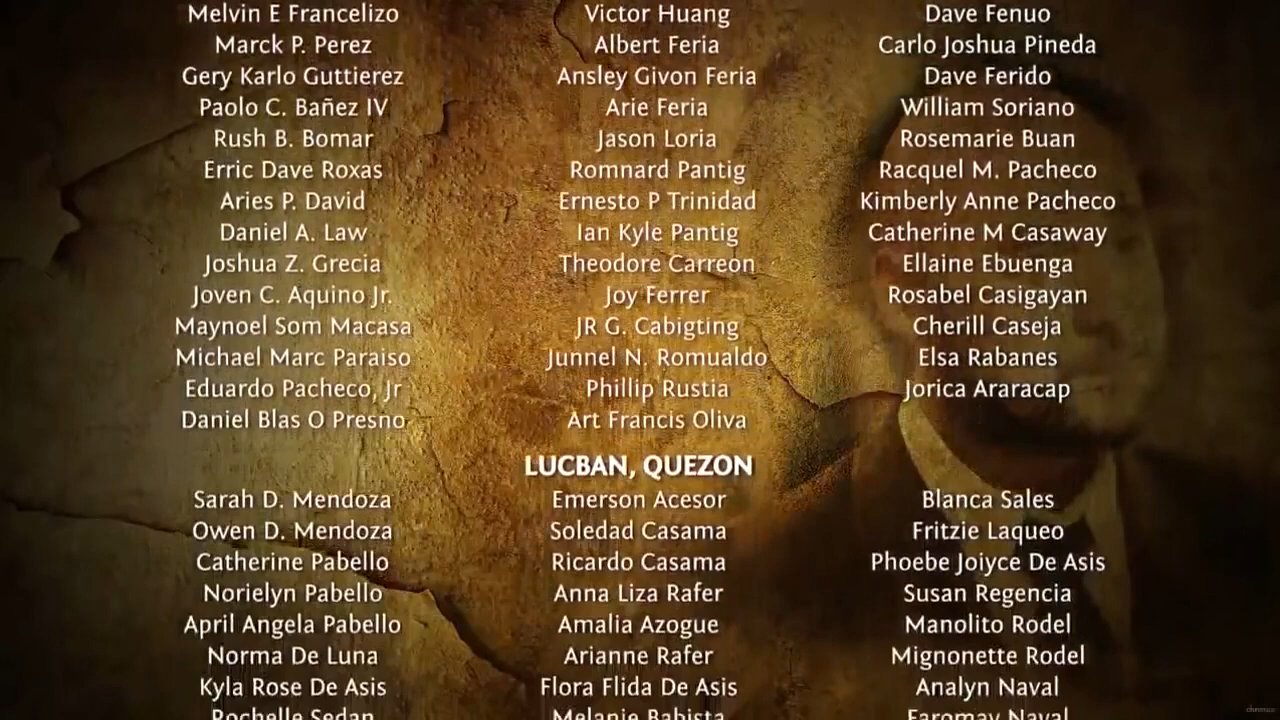 Melvin E Francelizo Victor Huang Dave Fenuo
Marck P. Perez Albert Feria Carlo Joshua Pineda
Gery Karlo Guttierez Ansley Givon Feria Dave Ferido
Paolo C. Bañez IV Arie Feria William Soriano
Rush B. Bomar Jason Loria Rosemarie Buan
Erric Dave Roxas Romnard Pantig Racquel M. Pacheco
Aries P. David Ernesto P Trinidad Kimberly Anne Pacheco
Daniel A. Law Ian Kyle Pantig Catherine M Casaway
Joshua Z. Grecia Theodore Carreon Ellaine Ebuenga
Joven C. Aquino Jr. Joy Ferrer Rosabel Casigayan
Maynoel Som Macasa JR G. Cabigting Cherill Caseja
Michael Marc Paraiso Junnel N. Romualdo Elsa Rabanes
Eduardo Pacheco, Jr Phillip Rustia Jorica Araracap
Daniel Blas O Presno Art Francis Oliva
LUCBAN, QUEZON
Sarah D. Mendoza Emerson Acesor Blanca Sales
Owen D. Mendoza Soledad Casama Fritzie Laqueo
Catherine Pabello Ricardo Casama Phoebe Joiyce De Asis
Norielyn Pabello Anna Liza Rafer Susan Regencia
April Angela Pabello Amalia Azogue Manolito Rodel
Norma De Luna Arianne Rafer Mignonette Rodel
Kyla Rose De Asis Flora Flida De Asis Analyn Naval
Rochelle Sedan Melanie Babista Faromay Naval